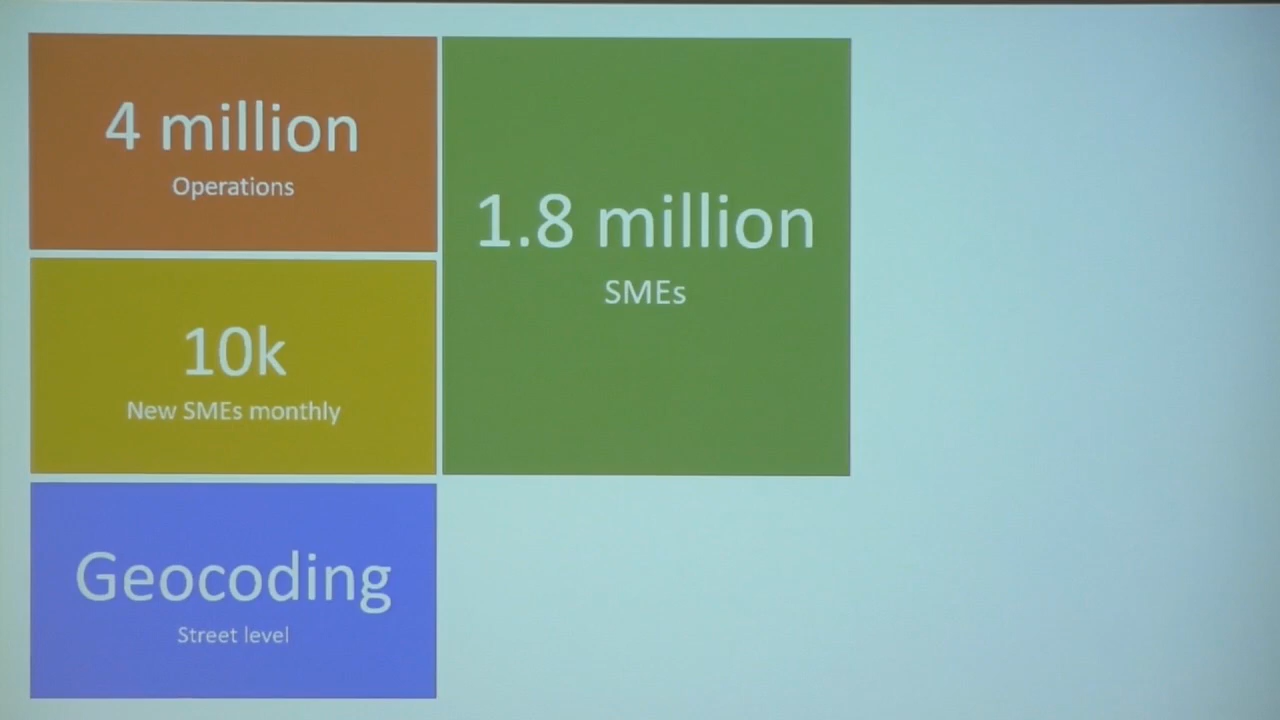 4 million
Operations
1.8 million
SMEs
10k
New SMEs monthly
Geocoding
Street level